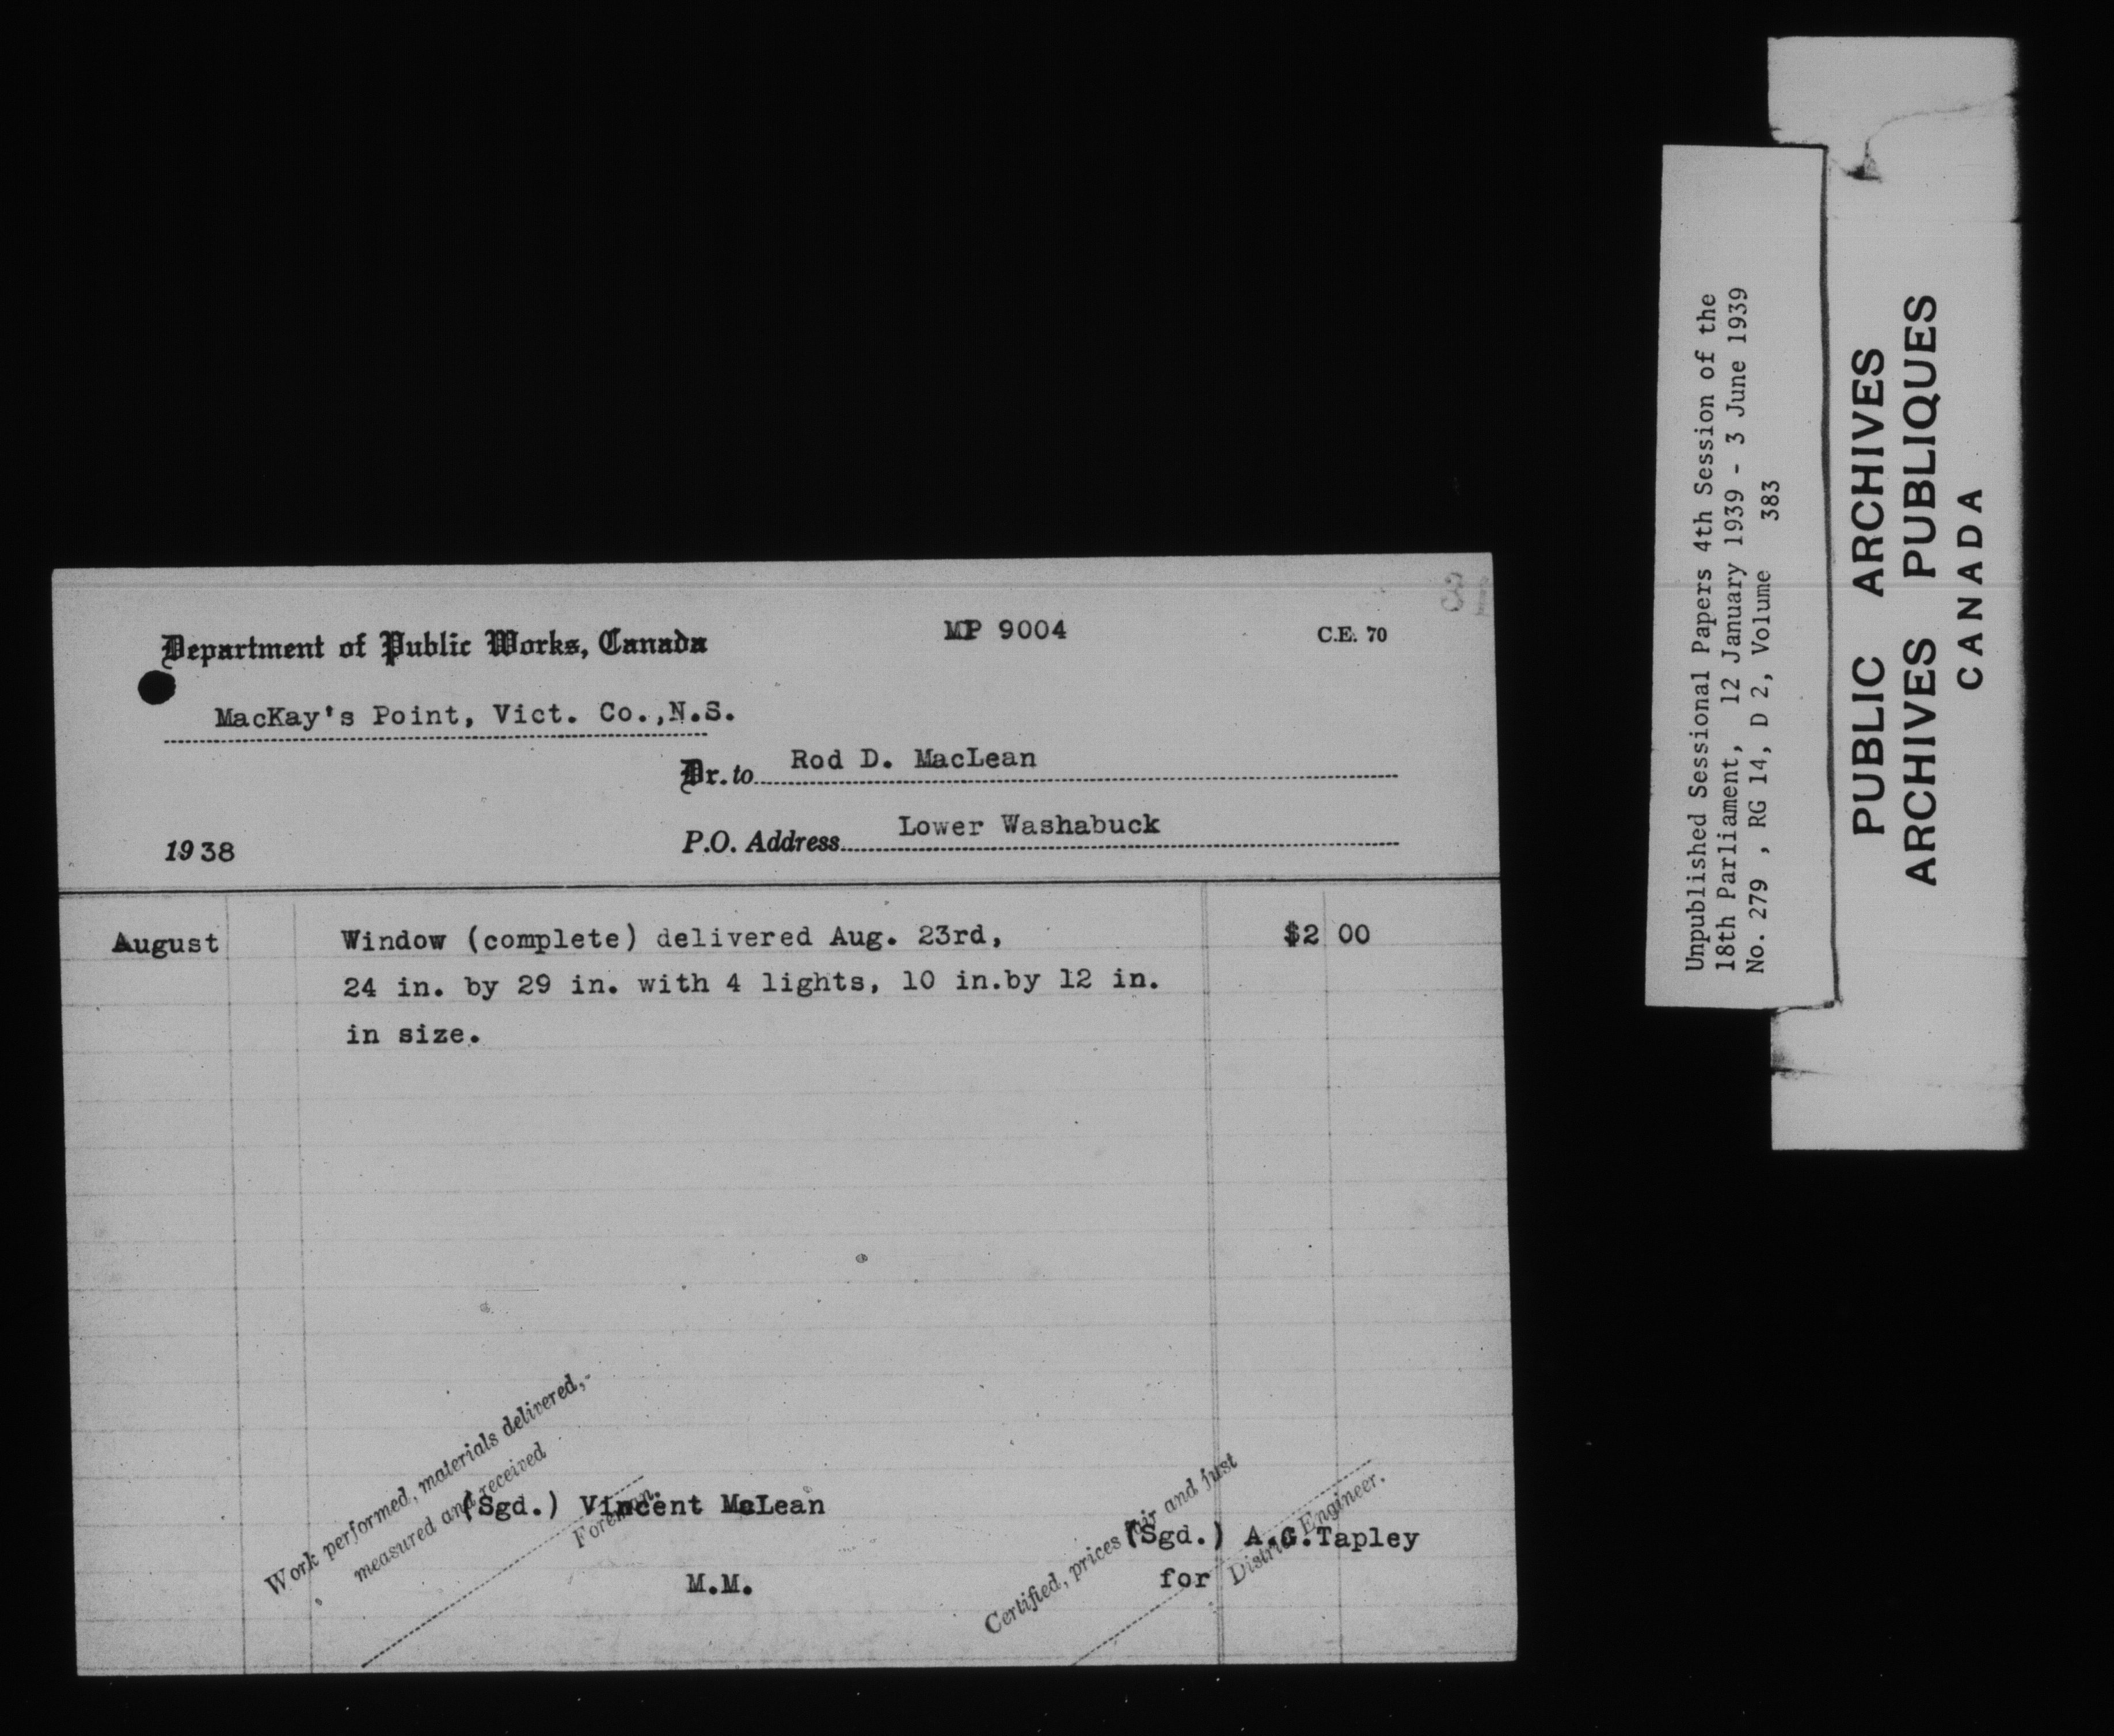 Department of Public Works, Canada
MP 9004
C.E. 70
MacKay's Point, Vict. Co.,N.S.
Dr. to Rod D. MacLean
1938
P.O. Address Lower Washabuck
August Window (complete) delivered Aug. 23rd, $2 00
24 in. by 29 in. with 4 lights, 10 in.by 12 in.
in size.
Work performed, materials delivered,
measured and received
(Sgd.) Vincent McLean
Foreman.
M.M.
Certified, prices fair and just
(Sgd.) A.G.Tapley
for District Engineer.
Unpublished Sessional Papers 4th Session of the
18th Parliament, 12 January 1939 - 3 June 1939
No. 279 , RG 14, D 2, Volume 383
PUBLIC ARCHIVES
ARCHIVES PUBLIQUES
CANADA